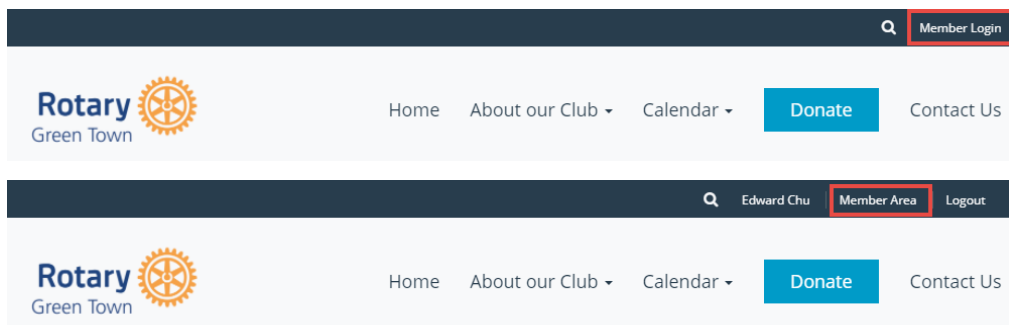 Member Login
Rotary
Green Town
Home About our Club Calendar Donate Contact Us
Edward Chu Member Area Logout
Rotary
Green Town
Home About our Club Calendar Donate Contact Us